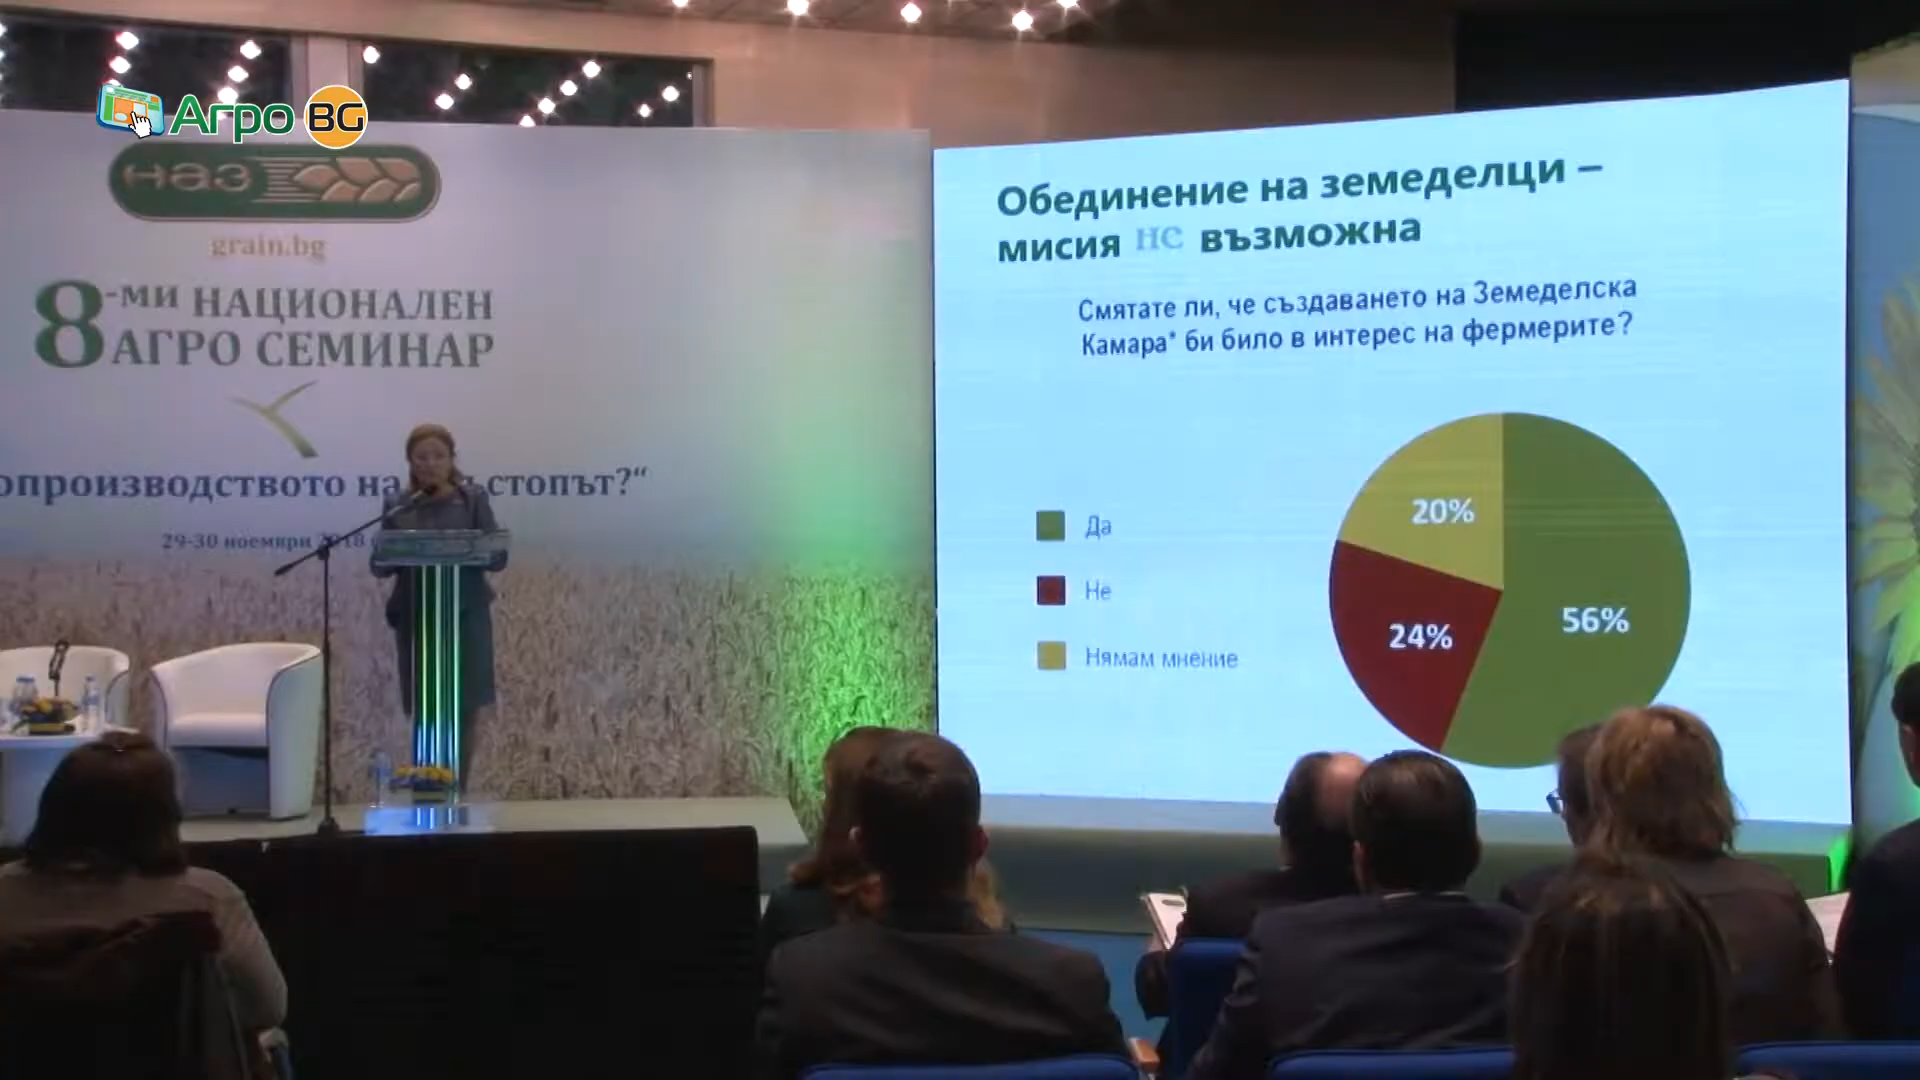 Агро BG
наз
grain.bg
8-ми НАЦИОНАЛЕН
АГРО СЕМИНАР
опроизводството на стопът?“
29-30 ноември 2018
Обединение на земеделци –
мисия не възможна
Смятате ли, че създаването на Земеделска
Камара* би било в интерес на фермерите?
Да
Не
Нямам мнение
20%
56%
24%